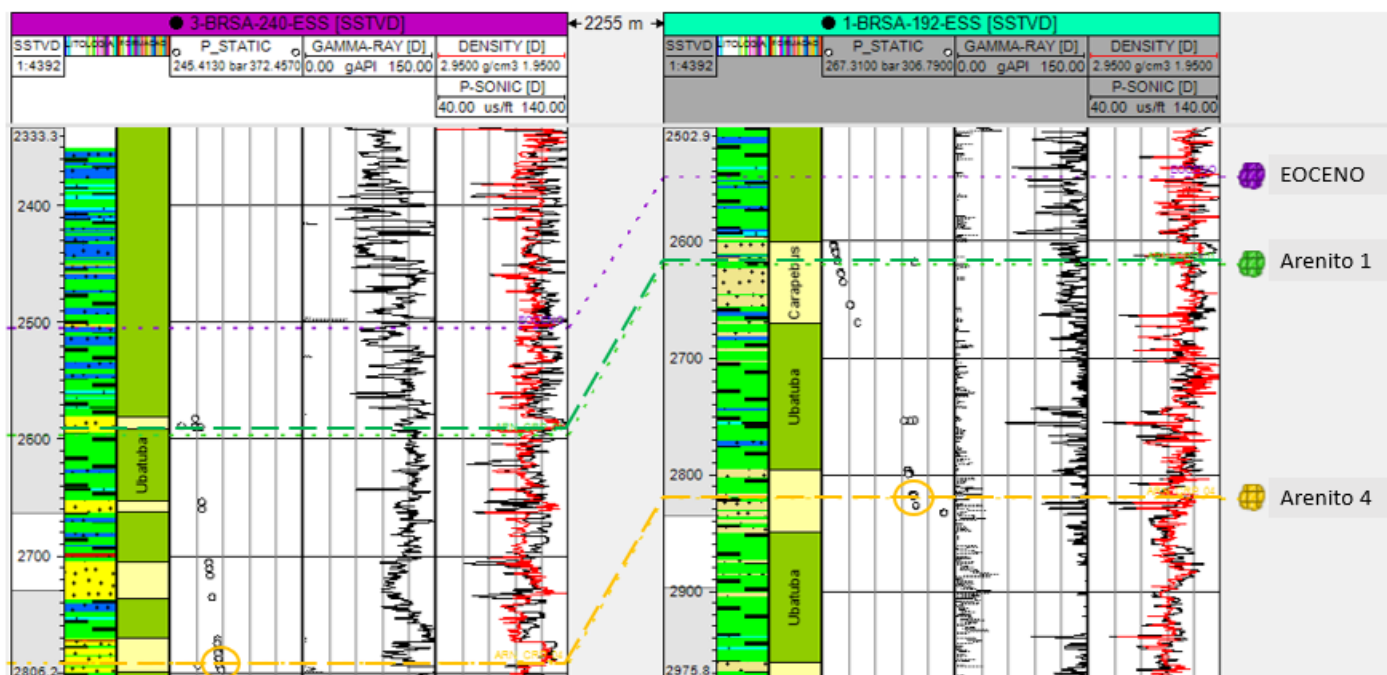 3-BRSA-240-ESS [SSTVD]
2255 m
1-BRSA-192-ESS [SSTVD]
SSTVD
P_STATIC
GAMMA-RAY [D]
DENSITY [D]
SSTVD
P_STATIC
GAMMA-RAY [D]
DENSITY [D]
1:4392
245.4130 bar 372.4570
0.00 gAPI 150.00
2.9500 g/cm3 1.9500
1:4392
267.3100 bar 306.7900
0.00 gAPI 150.00
2.9500 g/cm3 1.9500
P-SONIC [D]
P-SONIC [D]
40.00 us/ft 140.00
40.00 us/ft 140.00
2333.3
2502.9
EOCENO
2400
2600
Carapebus
Arenito 1
2500
2700
Ubatuba
2600
Ubatuba
2800
Arenito 4
2700
2900
Ubatuba
2806.2
2975.8